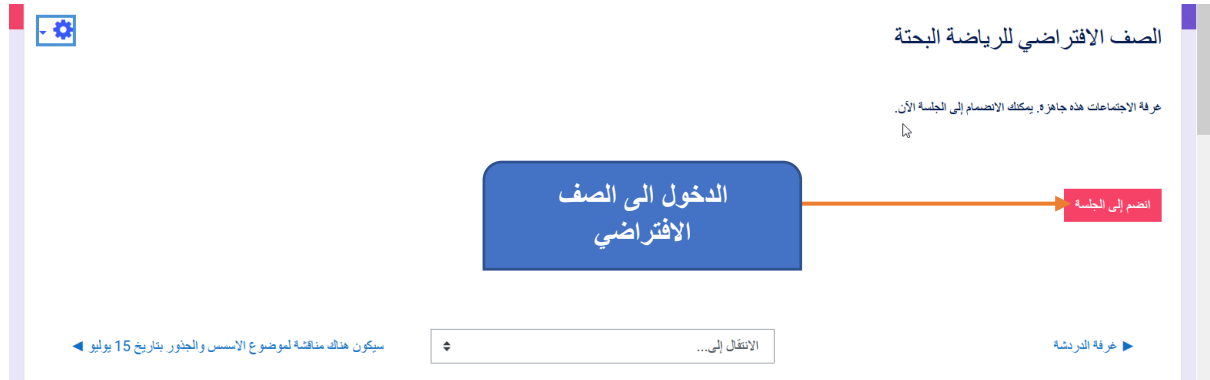 الصف الافتراضي للرياضة البحتة
غرفة الاجتماعات هذه جاهزة. يمكنك الانضمام إلى الجلسة الآن.
الدخول الى الصف
الافتراضي
انضم إلى الجلسة
◀ غرفة الدردشة
الانتقال إلى...
سيكون هناك مناقشة لموضوع الاسس والجذور بتاريخ 15 يوليو ▶